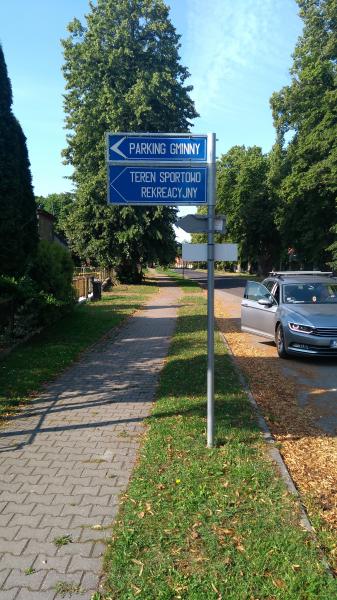 PARKING GMINNY
TEREN SPORTOWO
REKREACYJNY